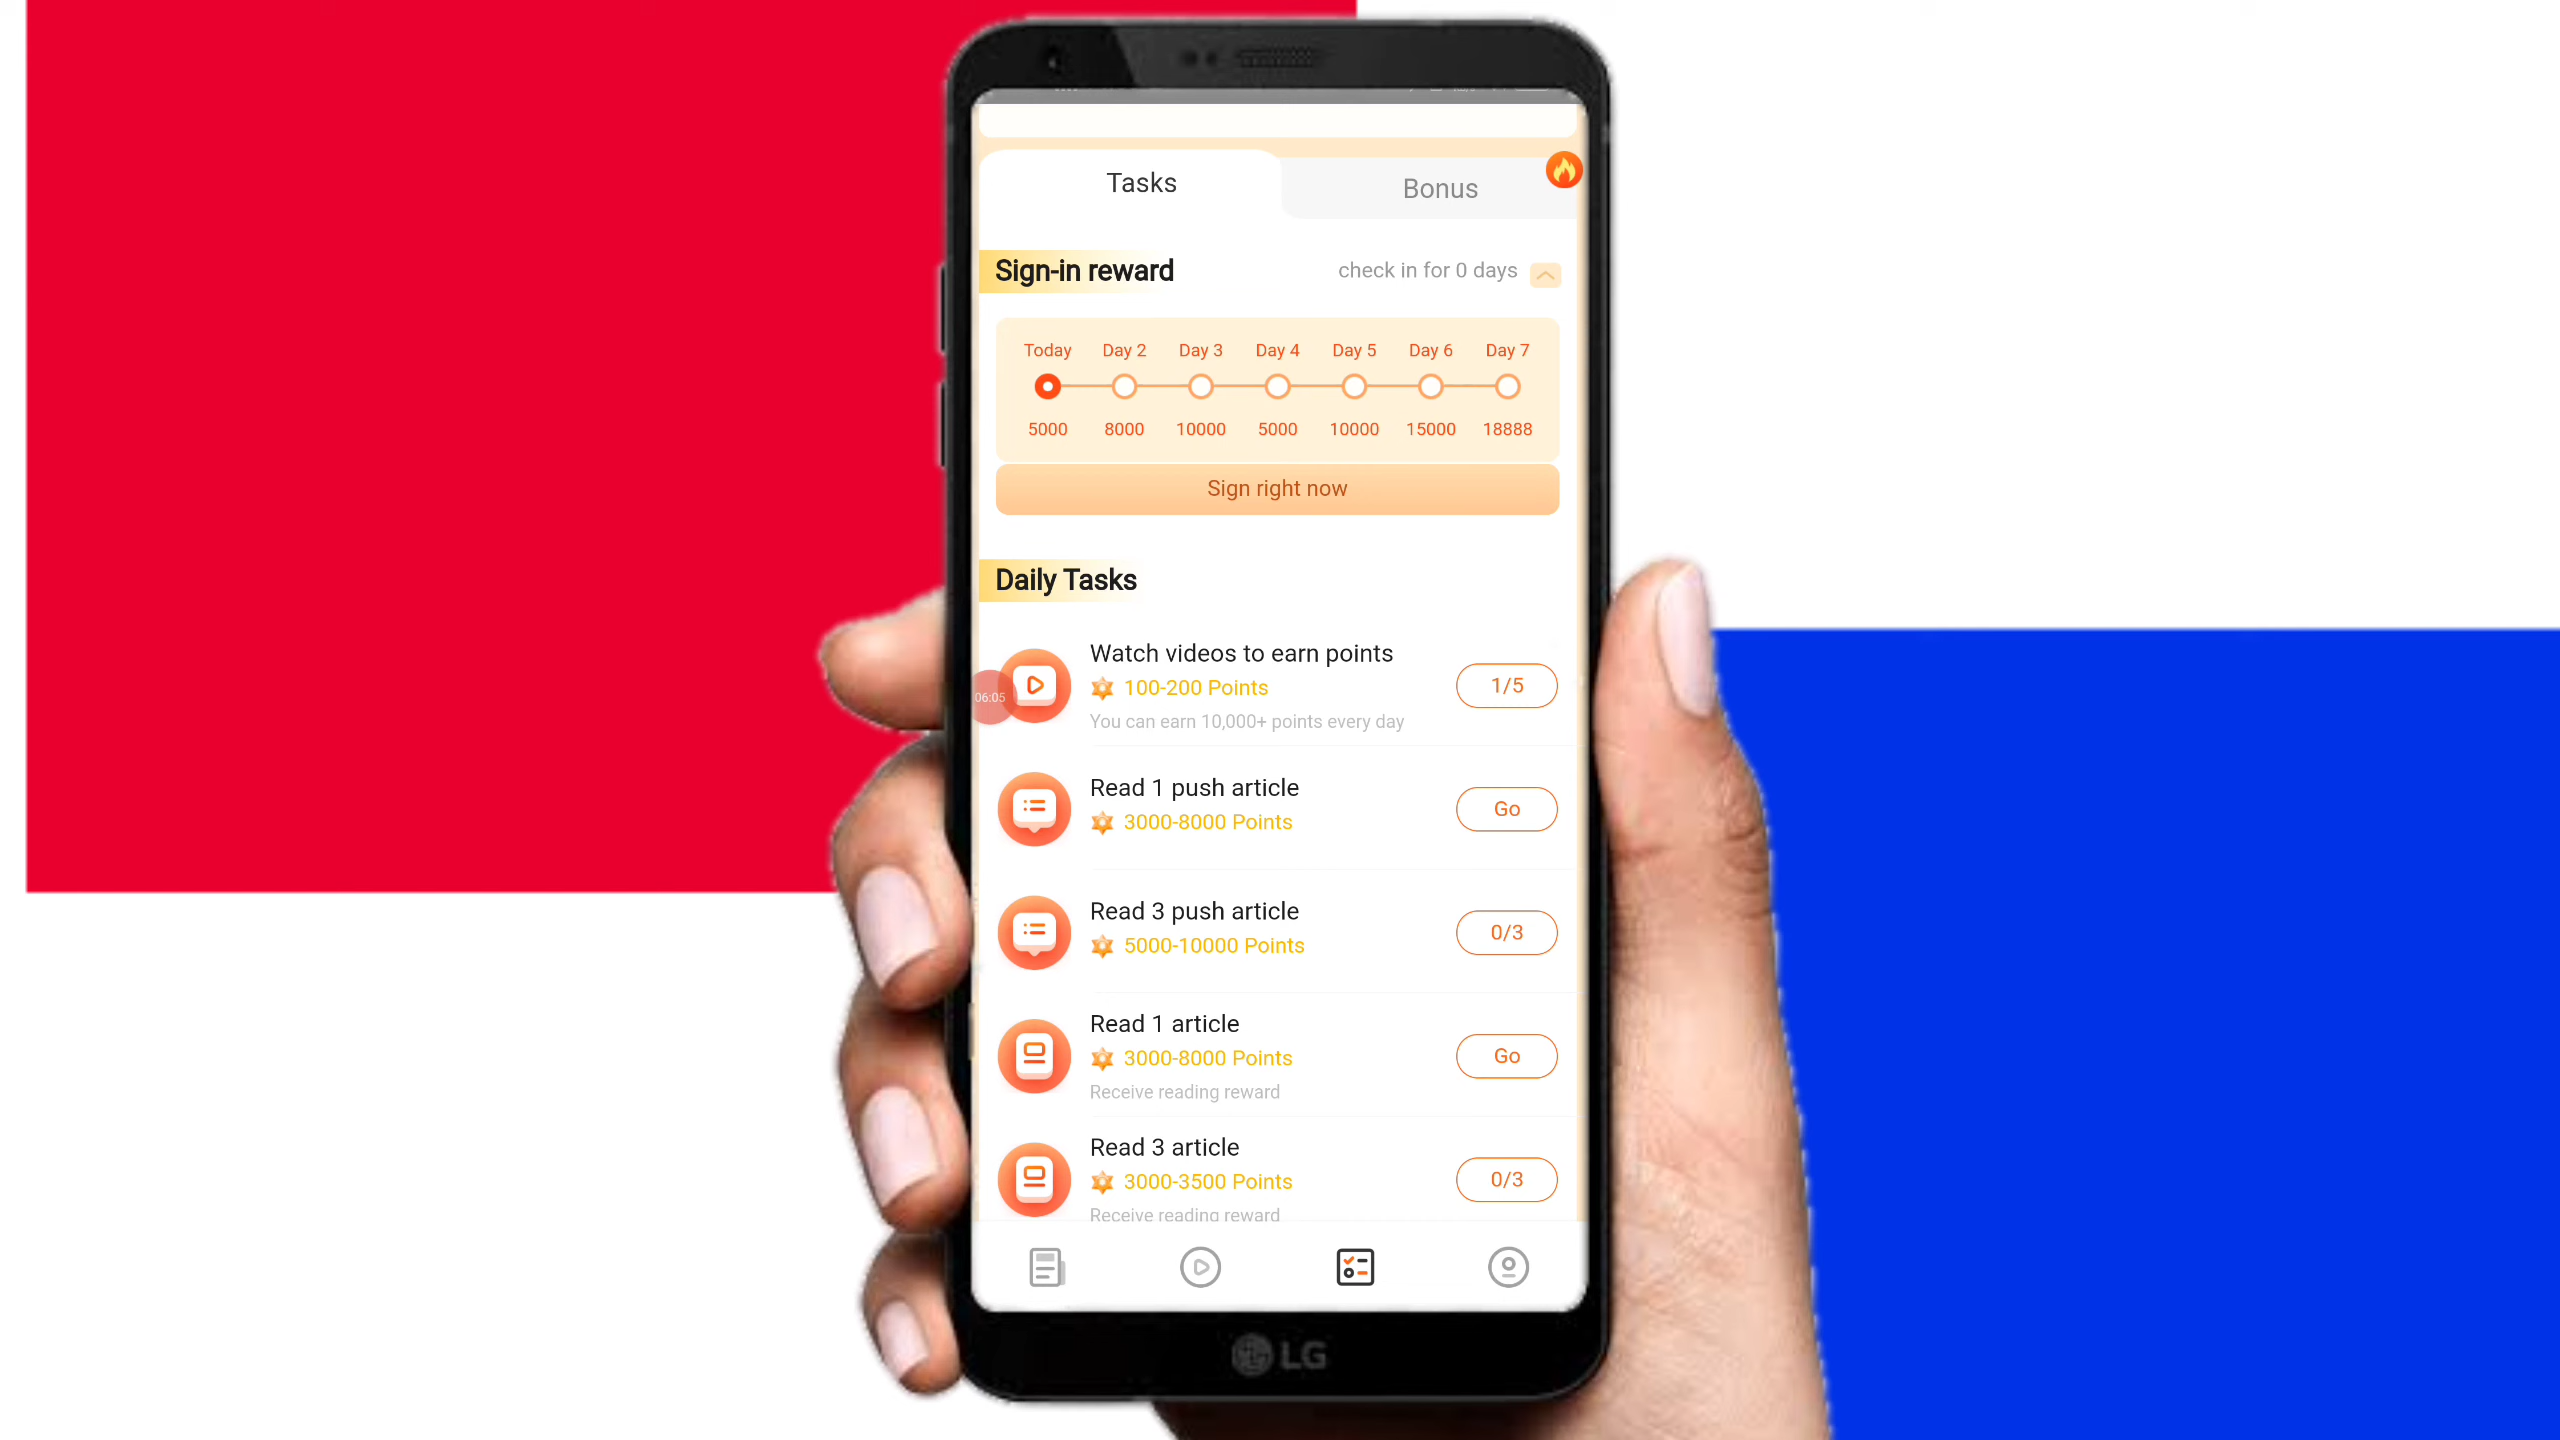 Tasks
Bonus
Sign-in reward
check in for 0 days
Today Day 2 Day 3 Day 4 Day 5 Day 6 Day 7
5000 8000 10000 5000 10000 15000 18888
Sign right now
Daily Tasks
Watch videos to earn points
100-200 Points
1/5
06:05
You can earn 10,000+ points every day
Read 1 push article
3000-8000 Points
Go
Read 3 push article
5000-10000 Points
0/3
Read 1 article
3000-8000 Points
Go
Receive reading reward
Read 3 article
3000-3500 Points
0/3
Receive reading reward
LG